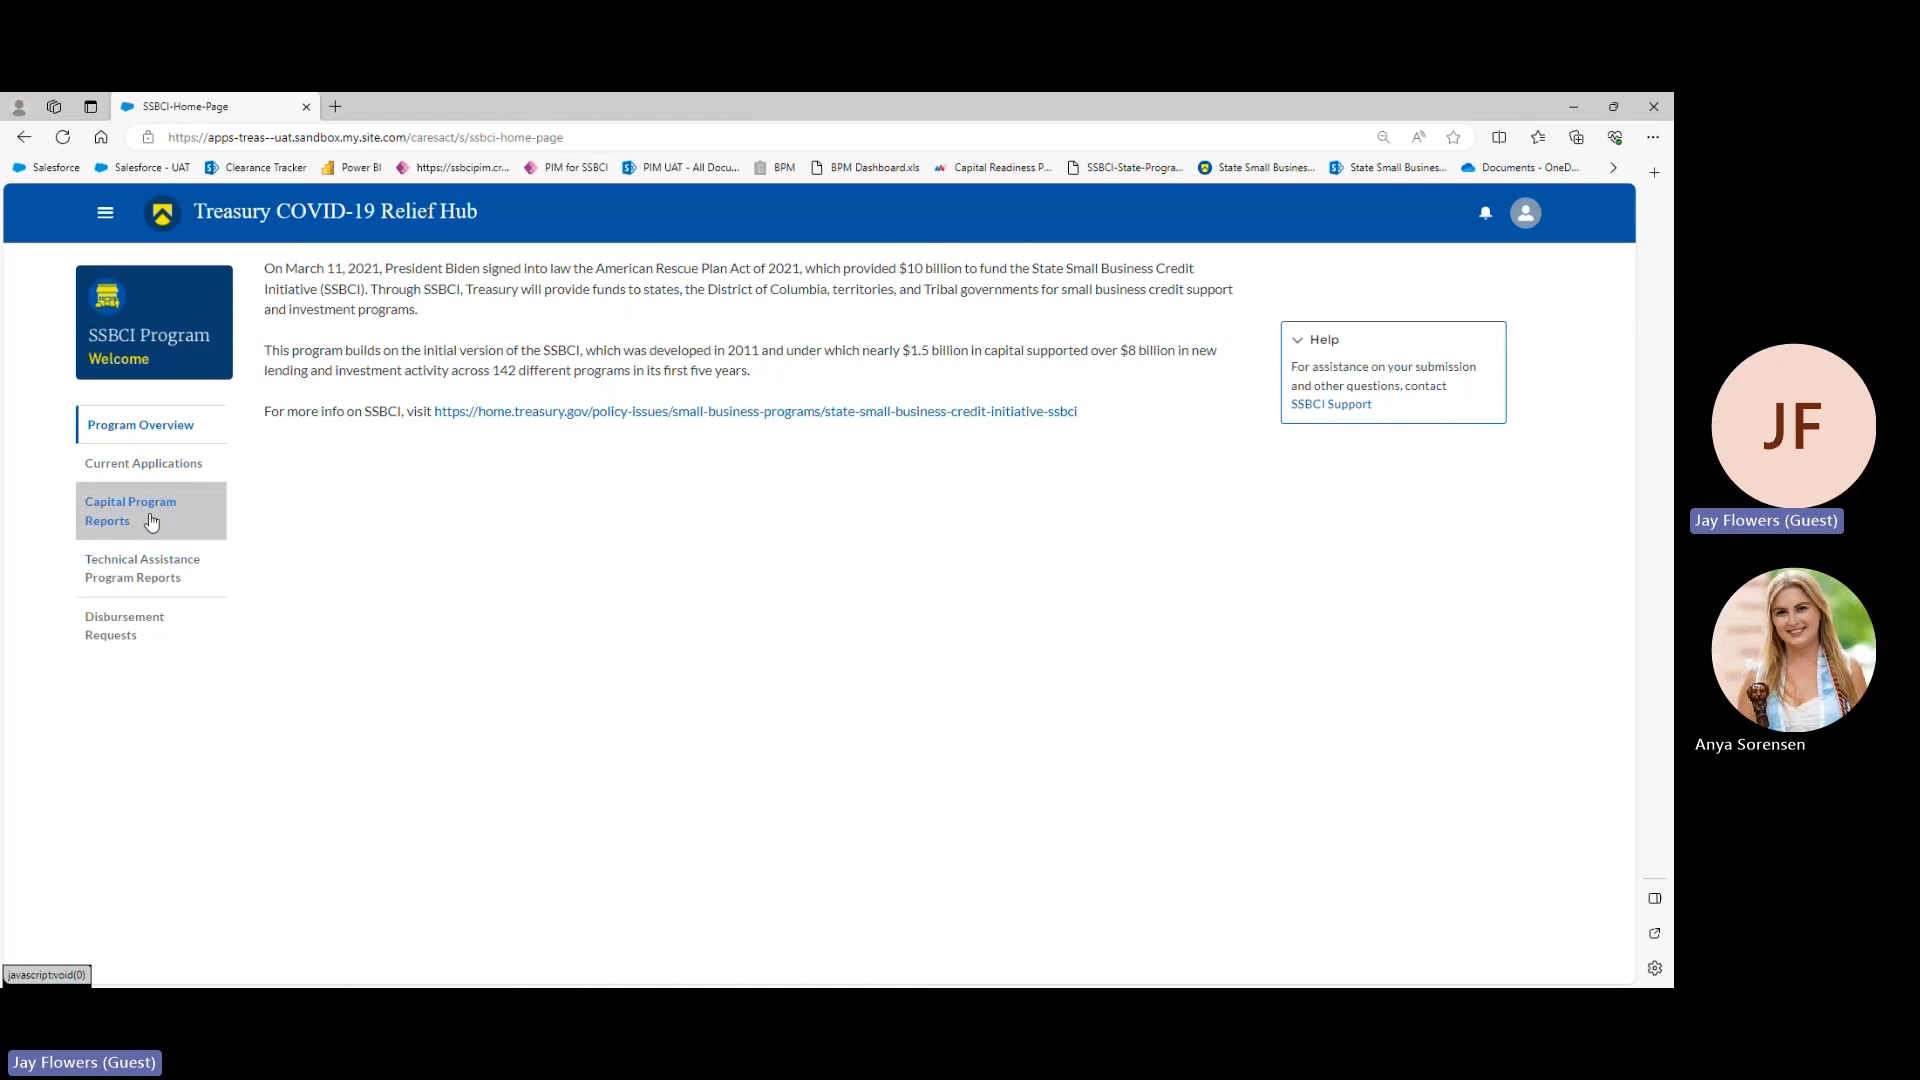 SSBCI-Home-Page
https://apps-treas--uat.sandbox.my.site.com/caresact/s/ssbci-home-page
Salesforce
Salesforce - UAT
Clearance Tracker
Power BI
https://ssbcipim.cr...
PIM for SSBCI
PIM UAT - All Docu...
BPM
BPM Dashboard.xls
Capital Readiness P...
SSBCI-State-Progra...
State Small Busines...
State Small Busines...
Documents - OneD...
Treasury COVID-19 Relief Hub
SSBCI Program
Welcome
Program Overview
Current Applications
Capital Program
Reports
Technical Assistance
Program Reports
Disbursement
Requests
On March 11, 2021, President Biden signed into law the American Rescue Plan Act of 2021, which provided $10 billion to fund the State Small Business Credit
Initiative (SSBCI). Through SSBCI, Treasury will provide funds to states, the District of Columbia, territories, and Tribal governments for small business credit support
and investment programs.
This program builds on the initial version of the SSBCI, which was developed in 2011 and under which nearly $1.5 billion in capital supported over $8 billion in new
lending and investment activity across 142 different programs in its first five years.
For more info on SSBCI, visit https://home.treasury.gov/policy-issues/small-business-programs/state-small-business-credit-initiative-ssbci
Help
For assistance on your submission
and other questions, contact
SSBCI Support
JF
Jay Flowers (Guest)
Anya Sorensen
javascript:void(0)
Jay Flowers (Guest)